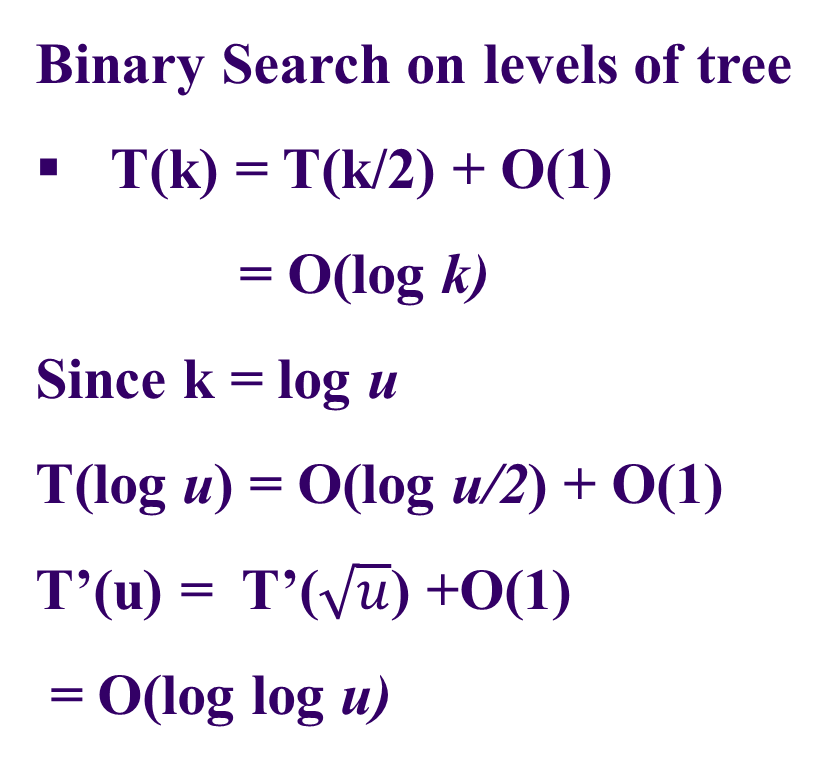 Binary Search on levels of tree
▪ T(k) = T(k/2) + O(1)
= O(log k)
Since k = log u
T(log u) = O(log u/2) + O(1)
T’(u) = T’(√u) +O(1)
= O(log log u)